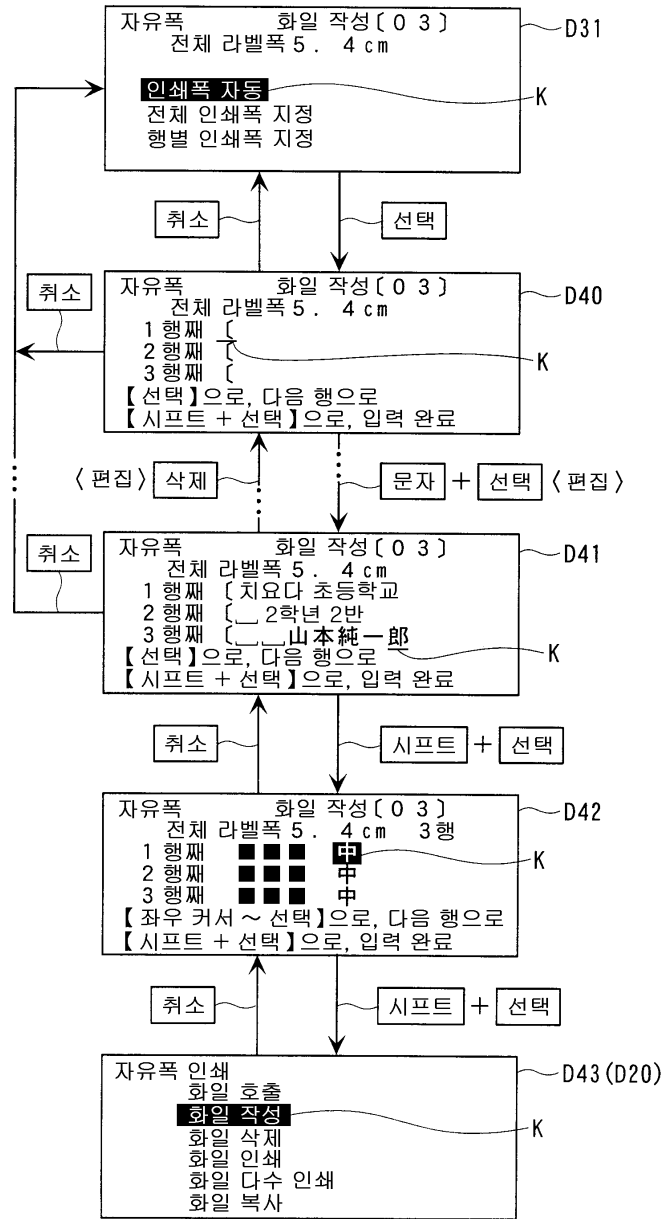 자유폭 화일 작성〔０３〕
전체 라벨폭５．４cm
D31
인쇄폭 자동
K
전체 인쇄폭 지정
행별 인쇄폭 지정
취소 선택
자유폭 화일 작성〔０３〕
전체 라벨폭５．４cm
D40
취소
1 행째 〔
2 행째 〔
K
3 행째 〔
【선택】으로, 다음 행으로
【시프트 + 선택】으로, 입력 완료
〈편집〉 삭제 문자 + 선택 〈편집〉
자유폭 화일 작성〔０３〕
전체 라벨폭５．４cm
D41
취소
1 행째 〔치요다 초등학교
2 행째 〔＿ 2학년 2반
3 행째 〔＿ ＿山本純一郎
K
【선택】으로, 다음 행으로
【시프트 + 선택】으로, 입력 완료
취소 시프트 + 선택
자유폭 화일 작성〔０３〕
전체 라벨폭５．４cm 3행
D42
1 행째 ■ ■ ■ 中
K
2 행째 ■ ■ ■ 中
3 행째 ■ ■ ■ 中
【좌우 커서 ～ 선택】으로, 다음 행으로
【시프트 + 선택】으로, 입력 완료
취소 시프트 + 선택
자유폭 인쇄
D43(D20)
화일 호출
화일 작성
K
화일 삭제
화일 인쇄
화일 다수 인쇄
화일 복사